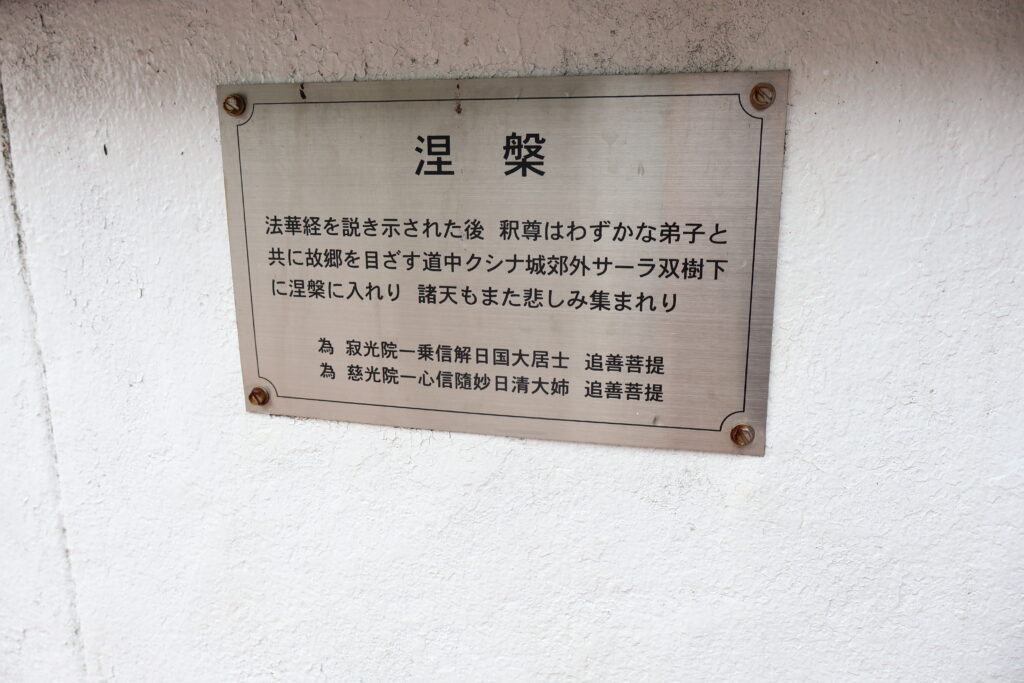 涅 槃
法華経を説き示された後 釈尊はわずかな弟子と
共に故郷を目ざす道中クシナ城郊外サーラ双樹下
に涅槃に入れり 諸天もまた悲しみ集まれり
為 寂光院一乗信解日国大居士 追善菩提
為 慈光院一心信隨妙日清大姉 追善菩提